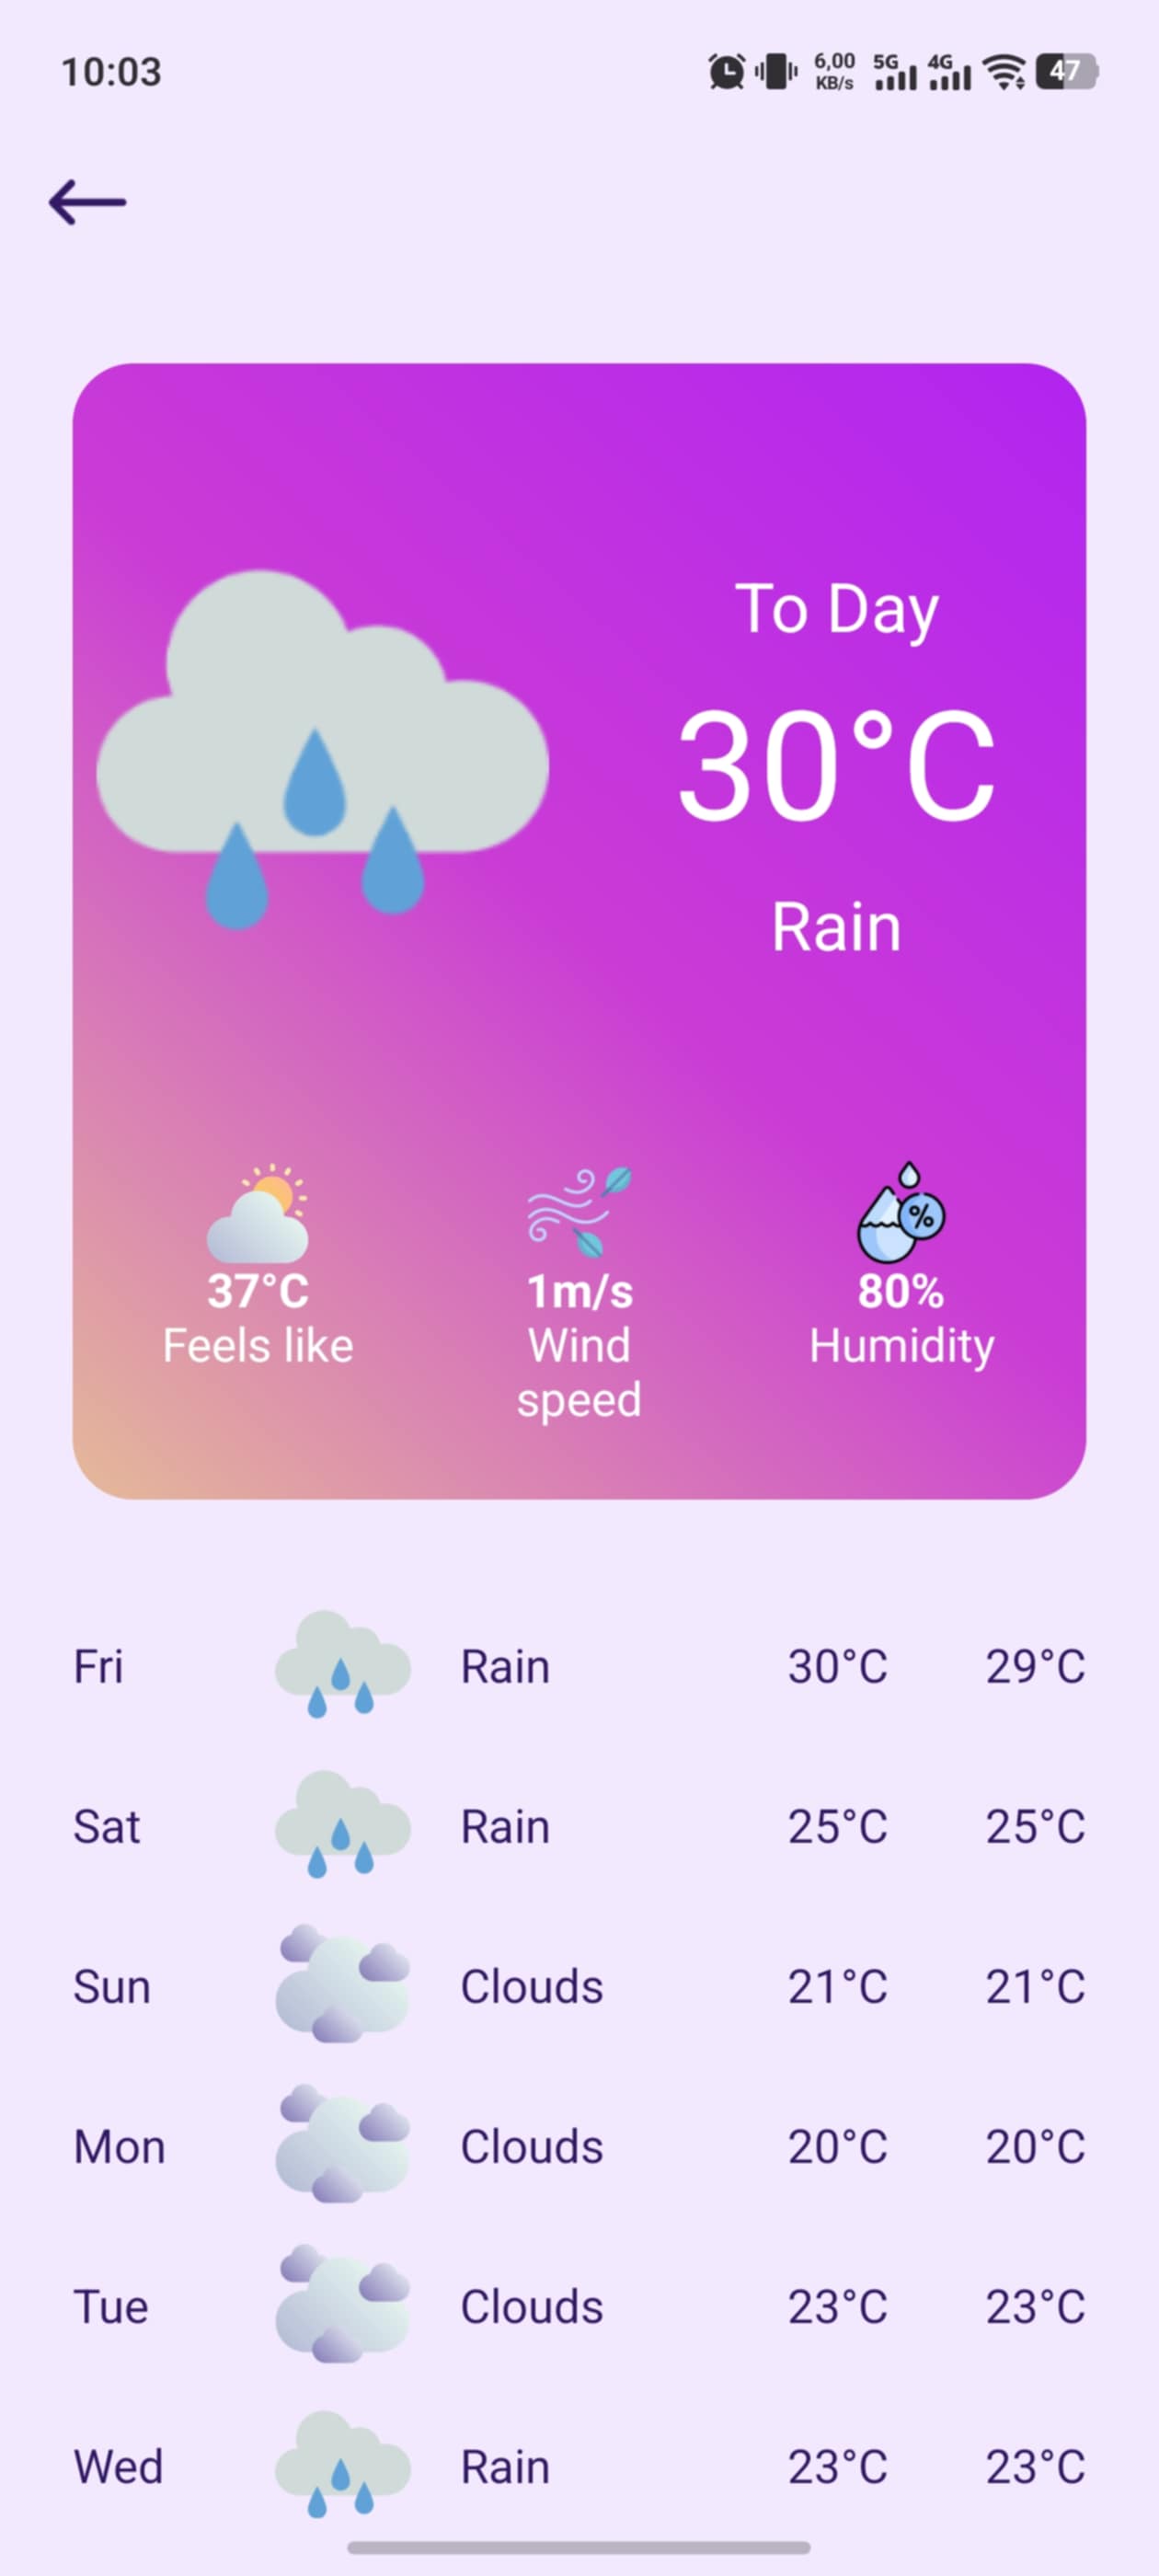 10:03
6,00
KB/s
5G
4G
47
To Day
30°C
Rain
%
37°C
Feels like
1m/s
Wind
speed
80%
Humidity
Fri Rain 30°C 29°C
Sat Rain 25°C 25°C
Sun Clouds 21°C 21°C
Mon Clouds 20°C 20°C
Tue Clouds 23°C 23°C
Wed Rain 23°C 23°C